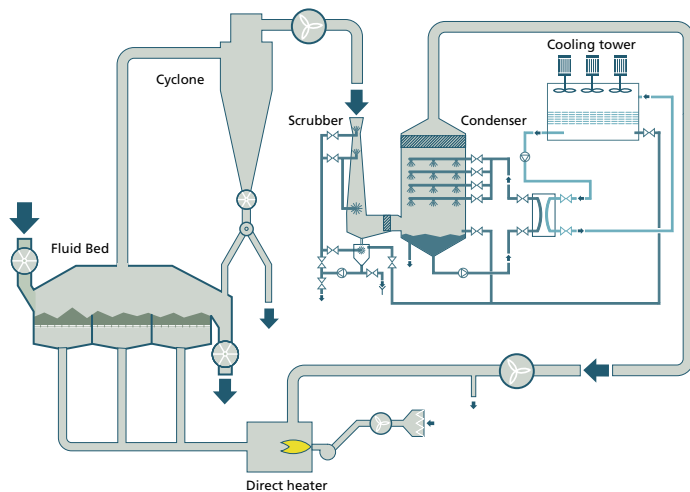 Cooling tower
Cyclone
Scrubber
Condenser
Fluid Bed
Direct heater